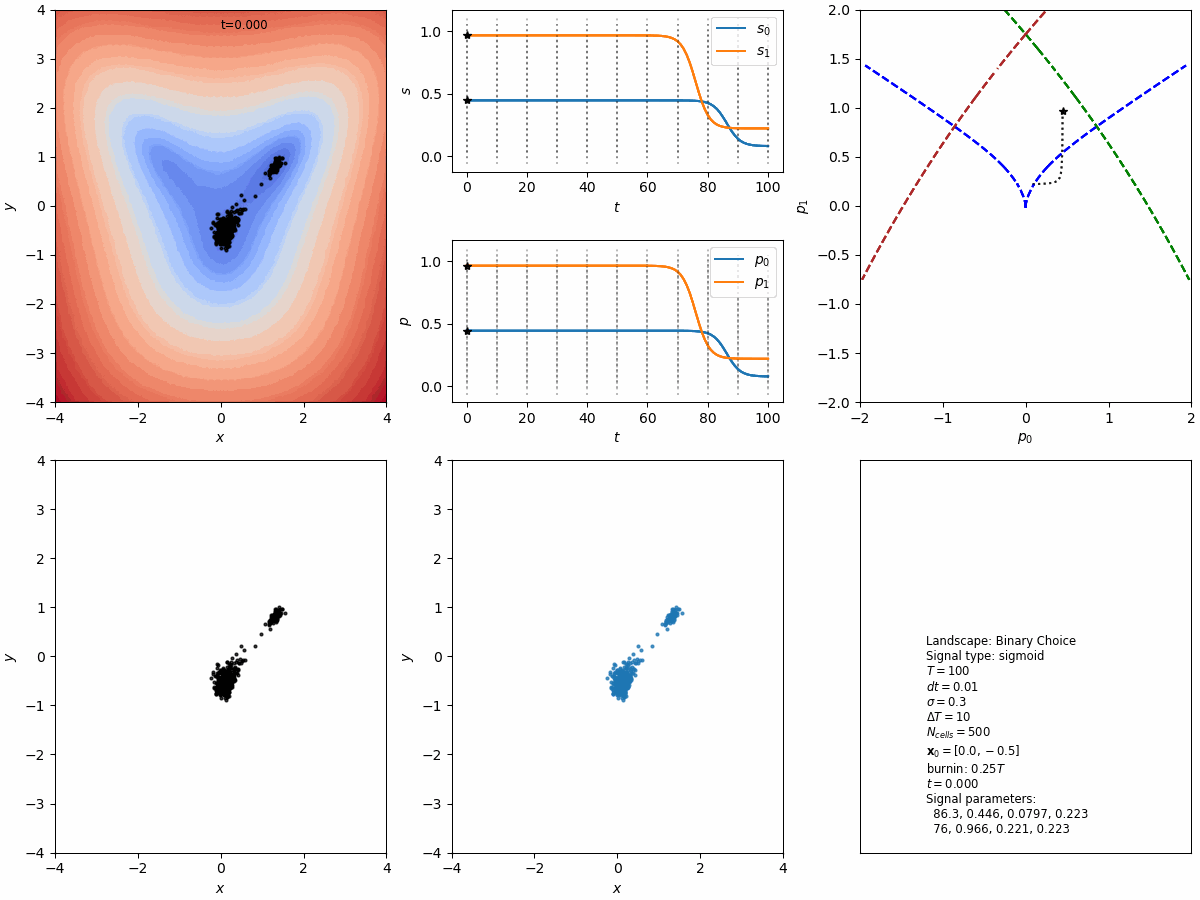 t=0.000
4
3
2
1
0
−1
−2
−3
−4
y
−4
−2
0
2
4
x
1.0
0.5
0.0
s
s₀
s₁
0
20
40
60
80
100
t
1.0
0.5
0.0
p
p₀
p₁
0
20
40
60
80
100
t
2.0
1.5
1.0
0.5
0.0
−0.5
−1.0
−1.5
−2.0
p₁
−2
−1
0
1
2
p₀
4
3
2
1
0
−1
−2
−3
−4
y
−4
−2
0
2
4
x
4
3
2
1
0
−1
−2
−3
−4
y
−4
−2
0
2
4
x
Landscape: Binary Choice
Signal type: sigmoid
T = 100
dt = 0.01
σ = 0.3
ΔT = 10
N_cells = 500
x₀ = [0.0, −0.5]
burnin: 0.25T
t = 0.000
Signal parameters:
86.3, 0.446, 0.0797, 0.223
76, 0.966, 0.221, 0.223